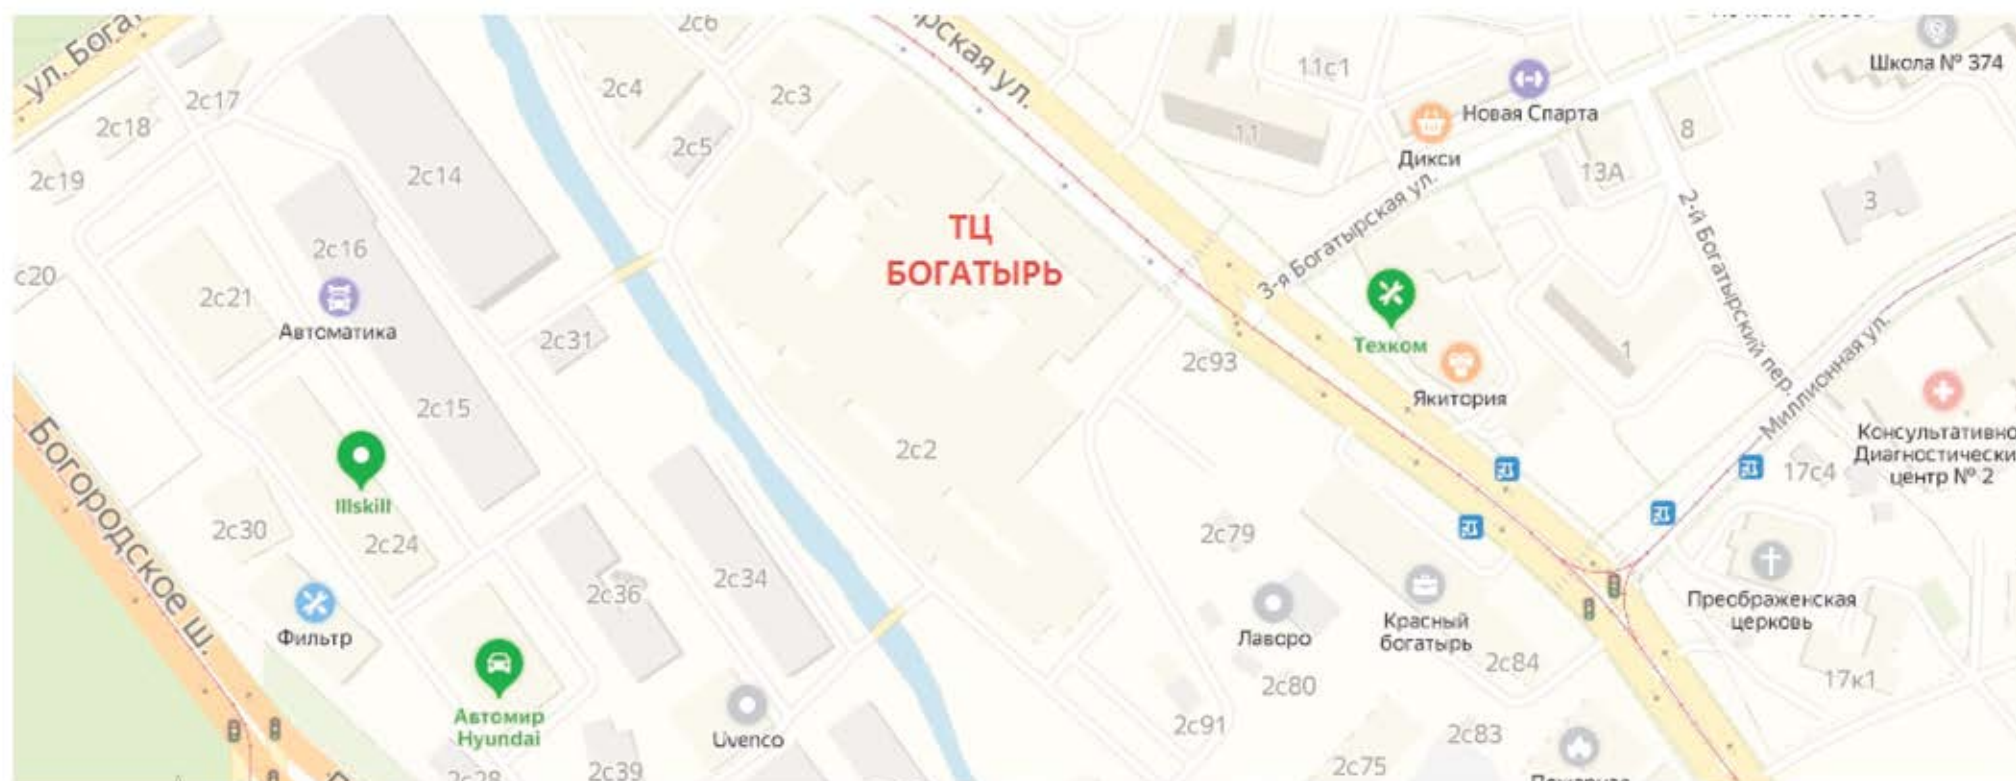 ул. Бога
2с6
рская ул.
Школа № 374
2с4
2с3
11с1
Новая Спарта
2с17
2с18
2с5
11
Дикси
8
13А
2с19
2с14
3
ТЦ
БОГАТЫРЬ
2с16
3-я Богатырская ул.
2-й Богатырский пер.
с20
2с21
Автоматика
2с31
2с93
Техком
1
Миллионная ул.
Якитория
2с15
2с2
Консультативно
Диагностически
центр № 2
17с4
Богородское ш.
Illskill
2с30
2с24
2с79
2с36
2с34
Преображенская
церковь
Фильтр
Лаворо
Красный
богатырь
2с84
2с80
17к1
Автомир
Hyundai
Uvenco
2с91
2с83
2с28
2с39
2с75